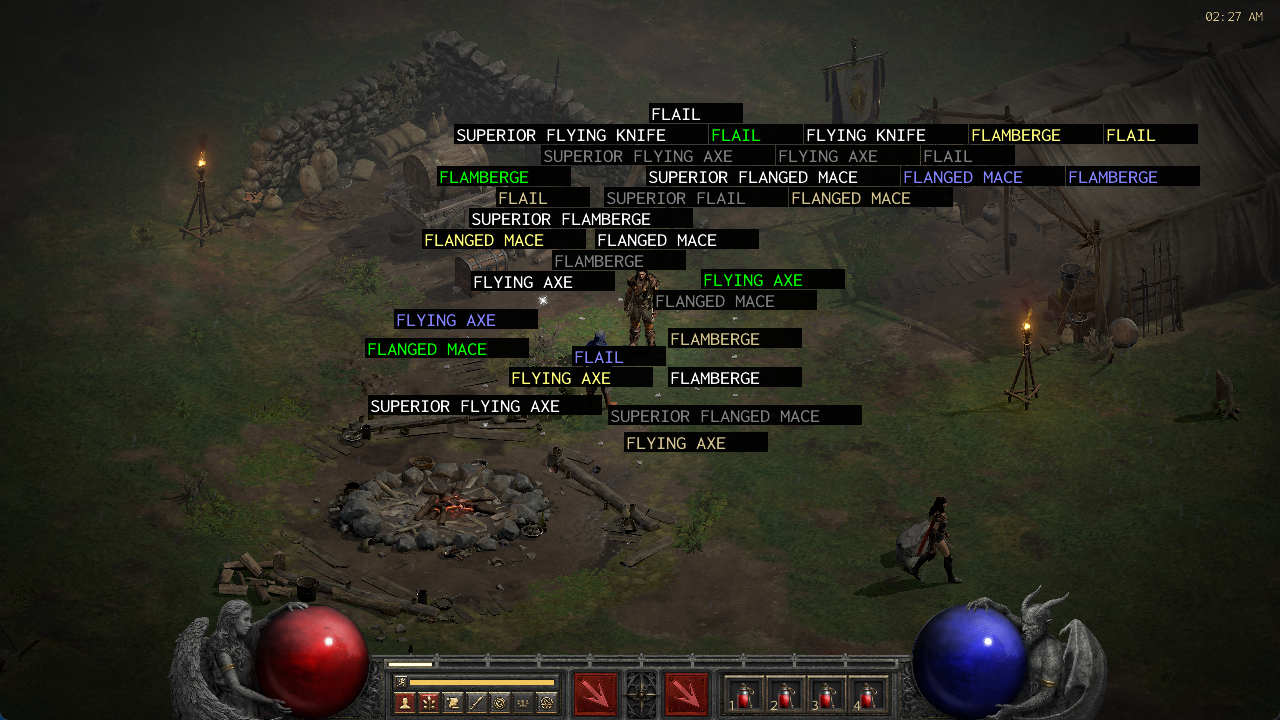 02:27 AM
FLAIL
SUPERIOR FLYING KNIFE FLAIL FLYING KNIFE FLAMBERGE FLAIL
SUPERIOR FLYING AXE FLYING AXE FLAIL
FLAMBERGE SUPERIOR FLANGED MACE FLANGED MACE FLAMBERGE
FLAIL SUPERIOR FLAIL FLANGED MACE
SUPERIOR FLAMBERGE
FLANGED MACE FLANGED MACE
FLAMBERGE
FLYING AXE FLYING AXE
FLANGED MACE
FLYING AXE
FLAMBERGE
FLANGED MACE FLAIL
FLYING AXE FLAMBERGE
SUPERIOR FLYING AXE
SUPERIOR FLANGED MACE
FLYING AXE
1 2 3 4